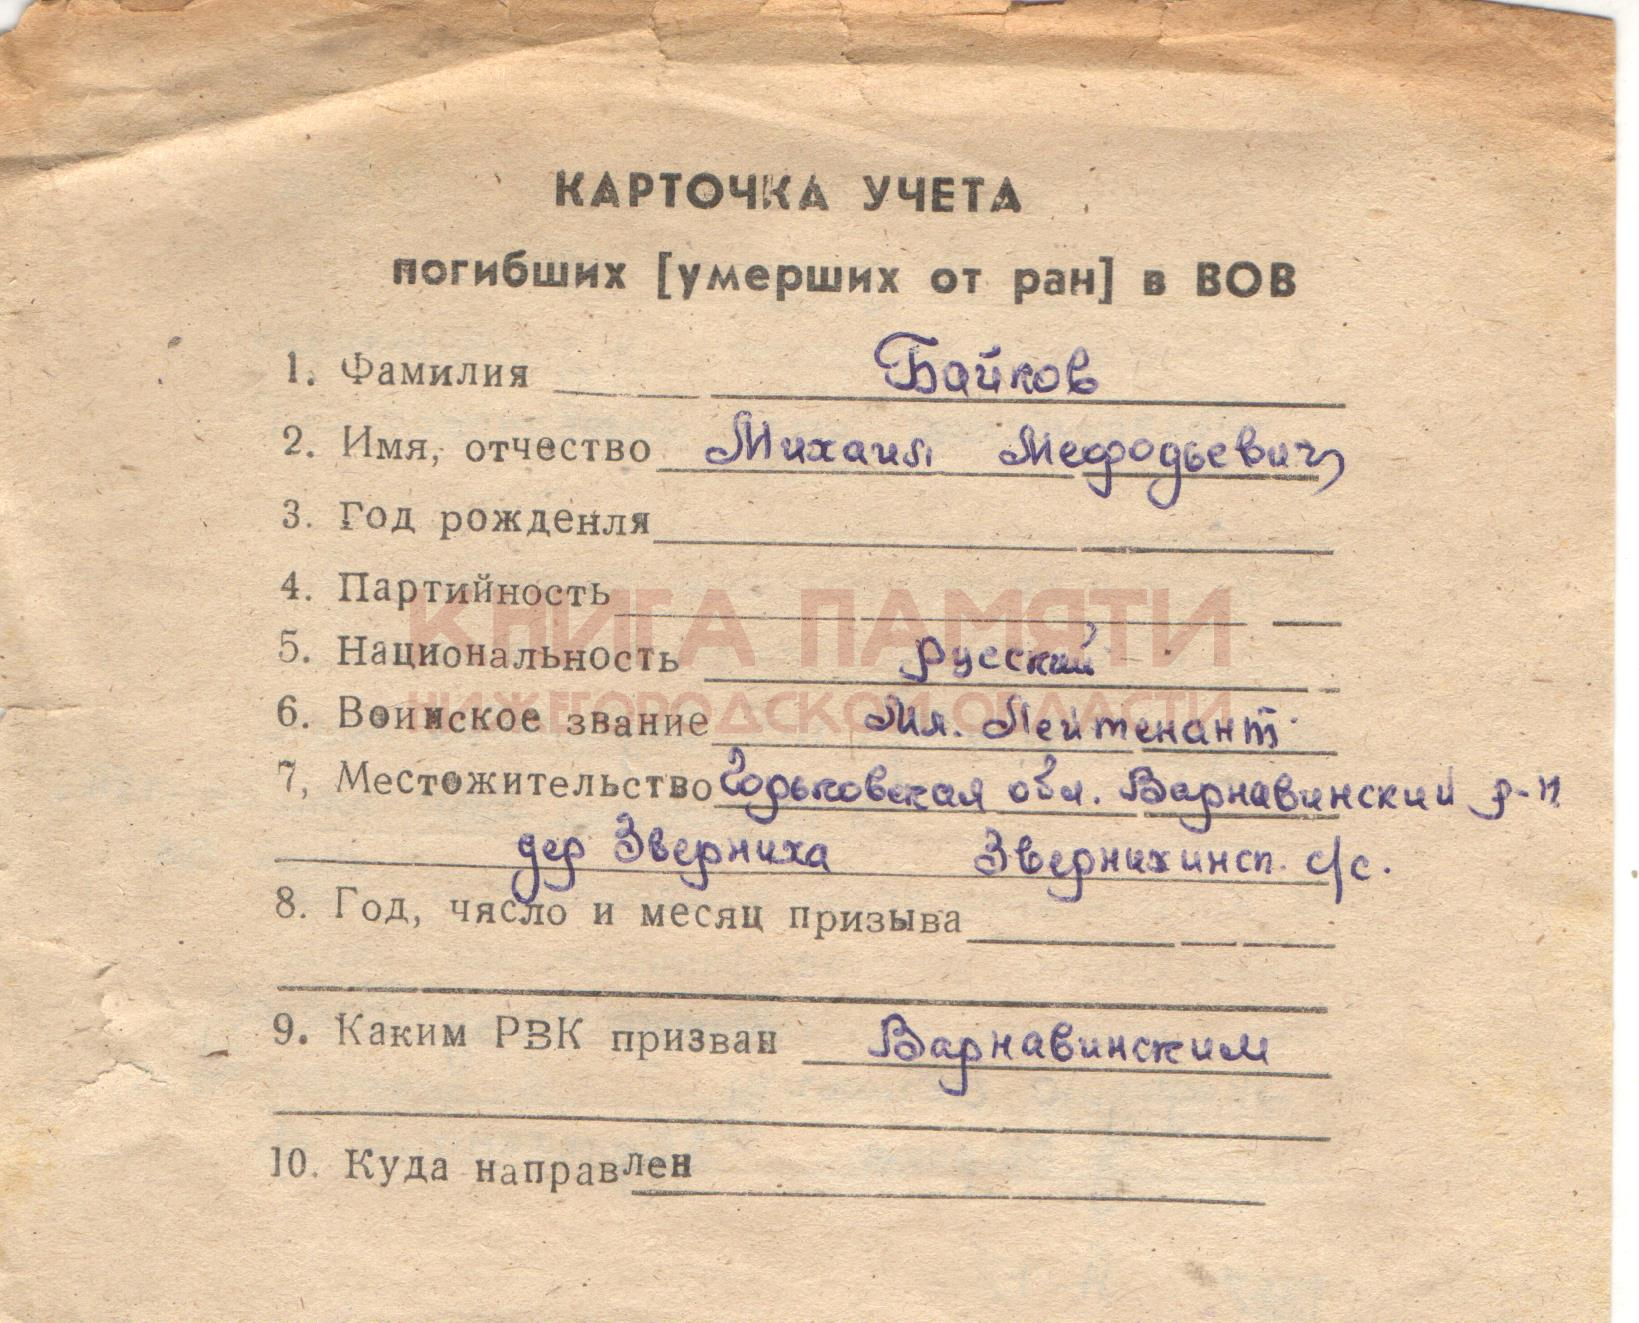 КАРТОЧКА УЧЕТА
погибших [умерших от ран] в ВОВ
1. Фамилия Байков
2. Имя, отчество Михаил Мефодьевич
3. Год рожденля
4. Партийность
КНИГА ПАМЯТИ
5. Национальность русский
НИЖЕГОРОДСКОЙ ОБЛАСТИ
6. Воинское звание Мл. Лейтенант
7, Местожительство Горьковская обл. Варнавинский р-н
дер Зверниха Звернихинск. с/с.
8. Год, чясло и месяц призыва
9. Каким РВК призван Варнавинским
10. Куда направлен